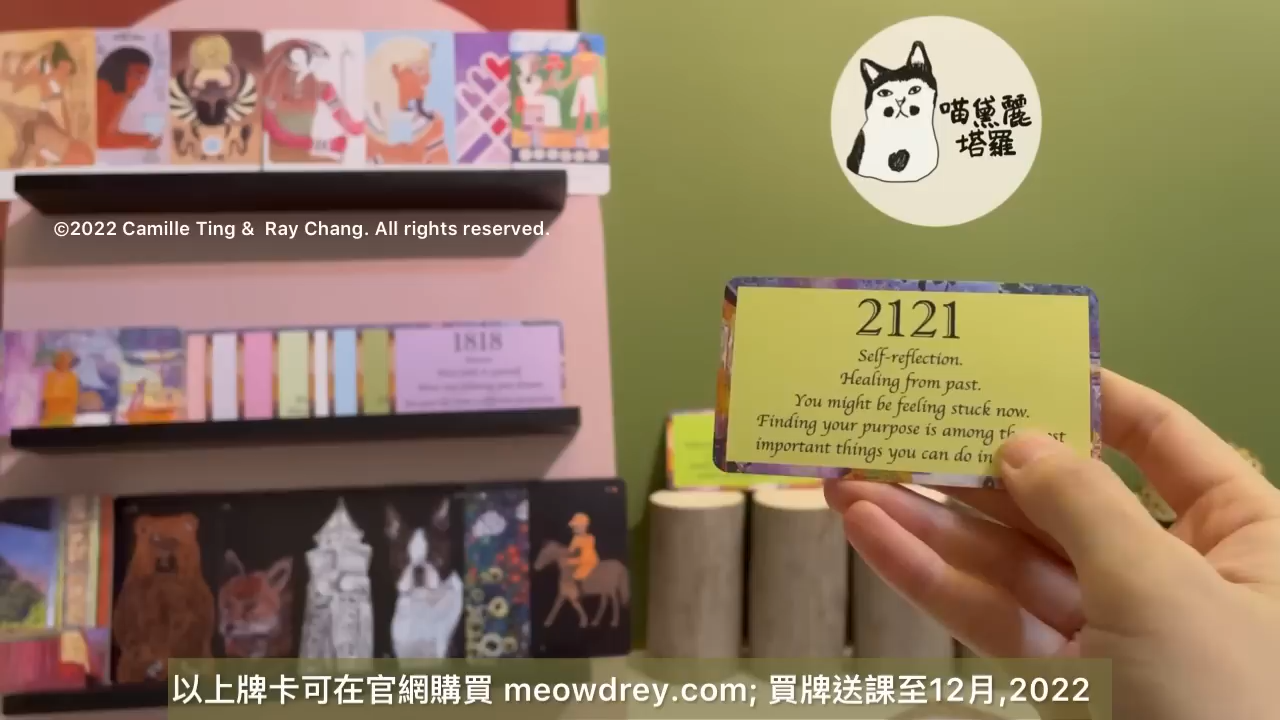 喵黛麗
塔羅
©2022 Camille Ting & Ray Chang. All rights reserved.
2121
Self-reflection.
Healing from past.
You might be feeling stuck now.
Finding your purpose is among
important things you can do in
1818
以上牌卡可在官網購買 meowdrey.com; 買牌送課至12月,2022